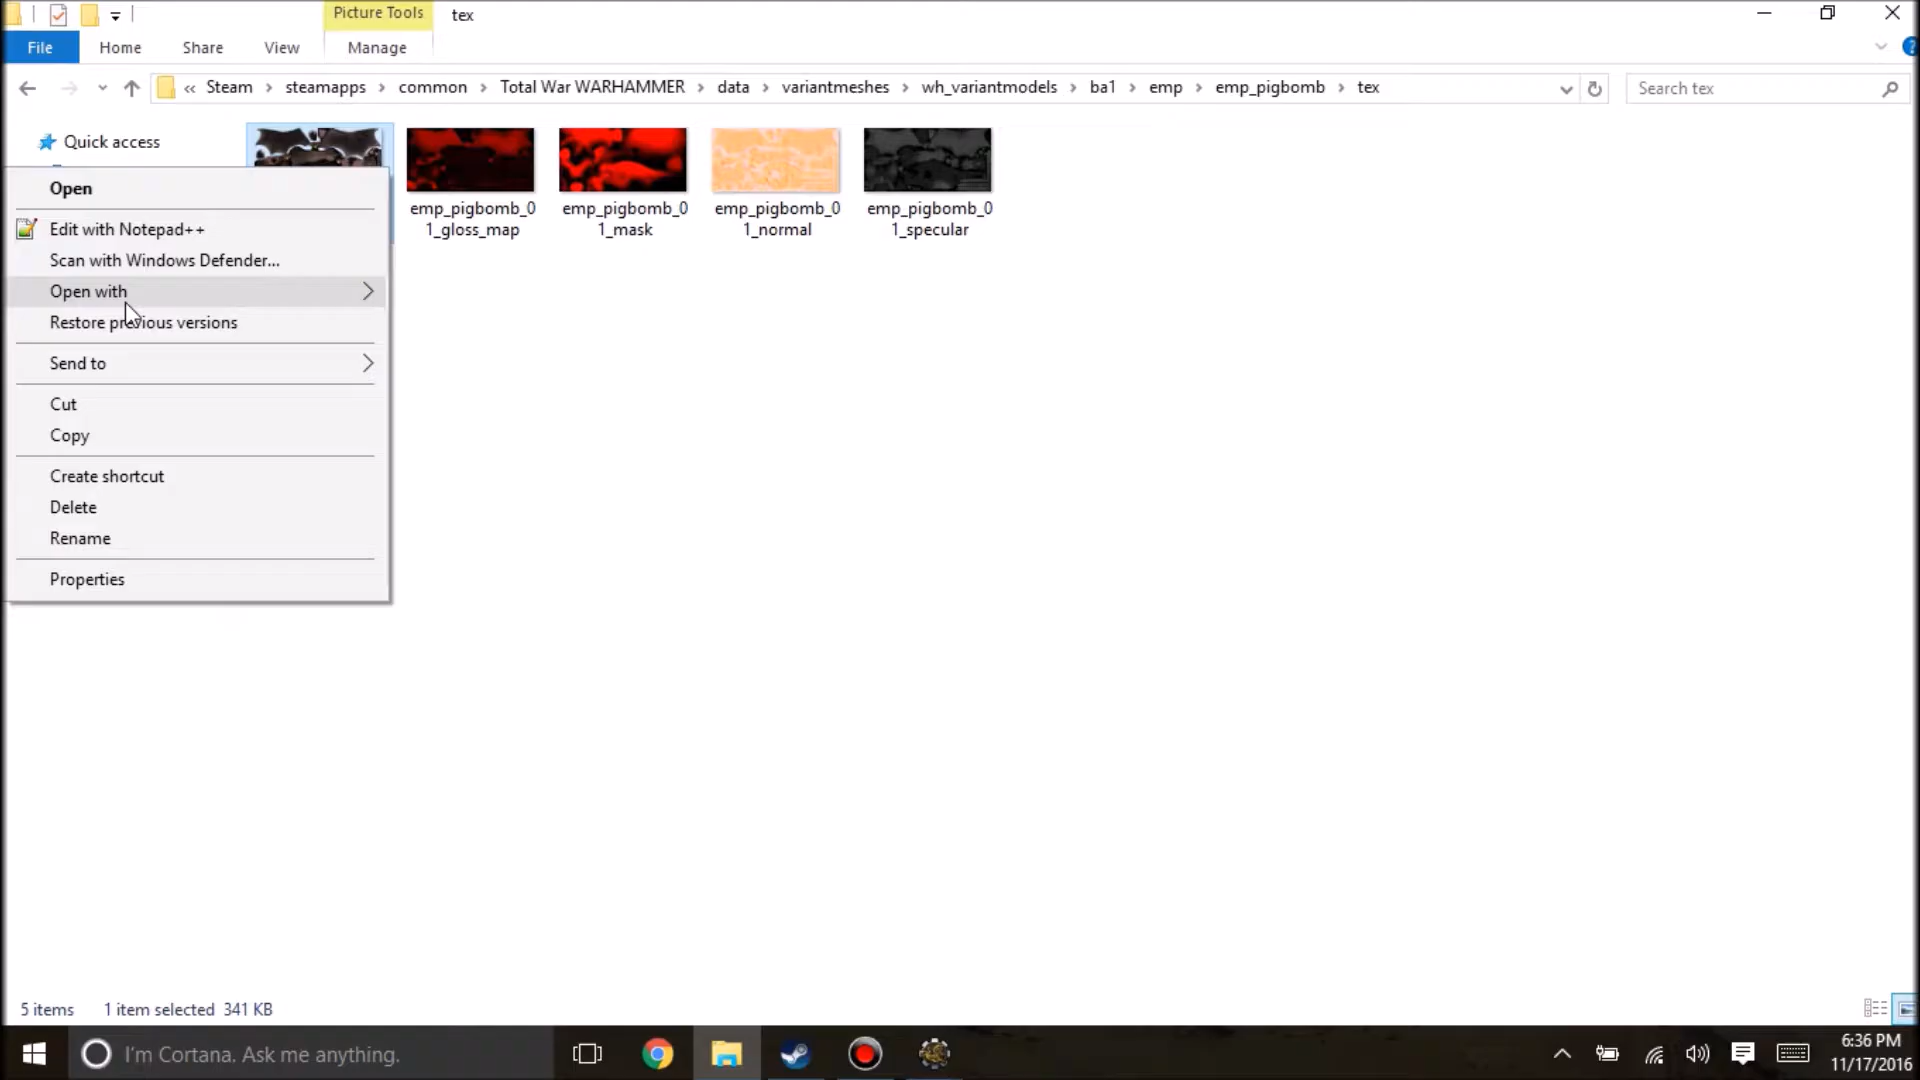 Picture Tools
tex
File
Home
Share
View
Manage
« Steam > steamapps > common > Total War WARHAMMER > data > variantmeshes > wh_variantmodels > ba1 > emp > emp_pigbomb > tex
Search tex
Quick access
Open
Edit with Notepad++
Scan with Windows Defender...
Open with
Restore previous versions
Send to
Cut
Copy
Create shortcut
Delete
Rename
Properties
emp_pigbomb_0
1_gloss_map
emp_pigbomb_0
1_mask
emp_pigbomb_0
1_normal
emp_pigbomb_0
1_specular
5 items
1 item selected 341 KB
I'm Cortana. Ask me anything.
6:36 PM
11/17/2016